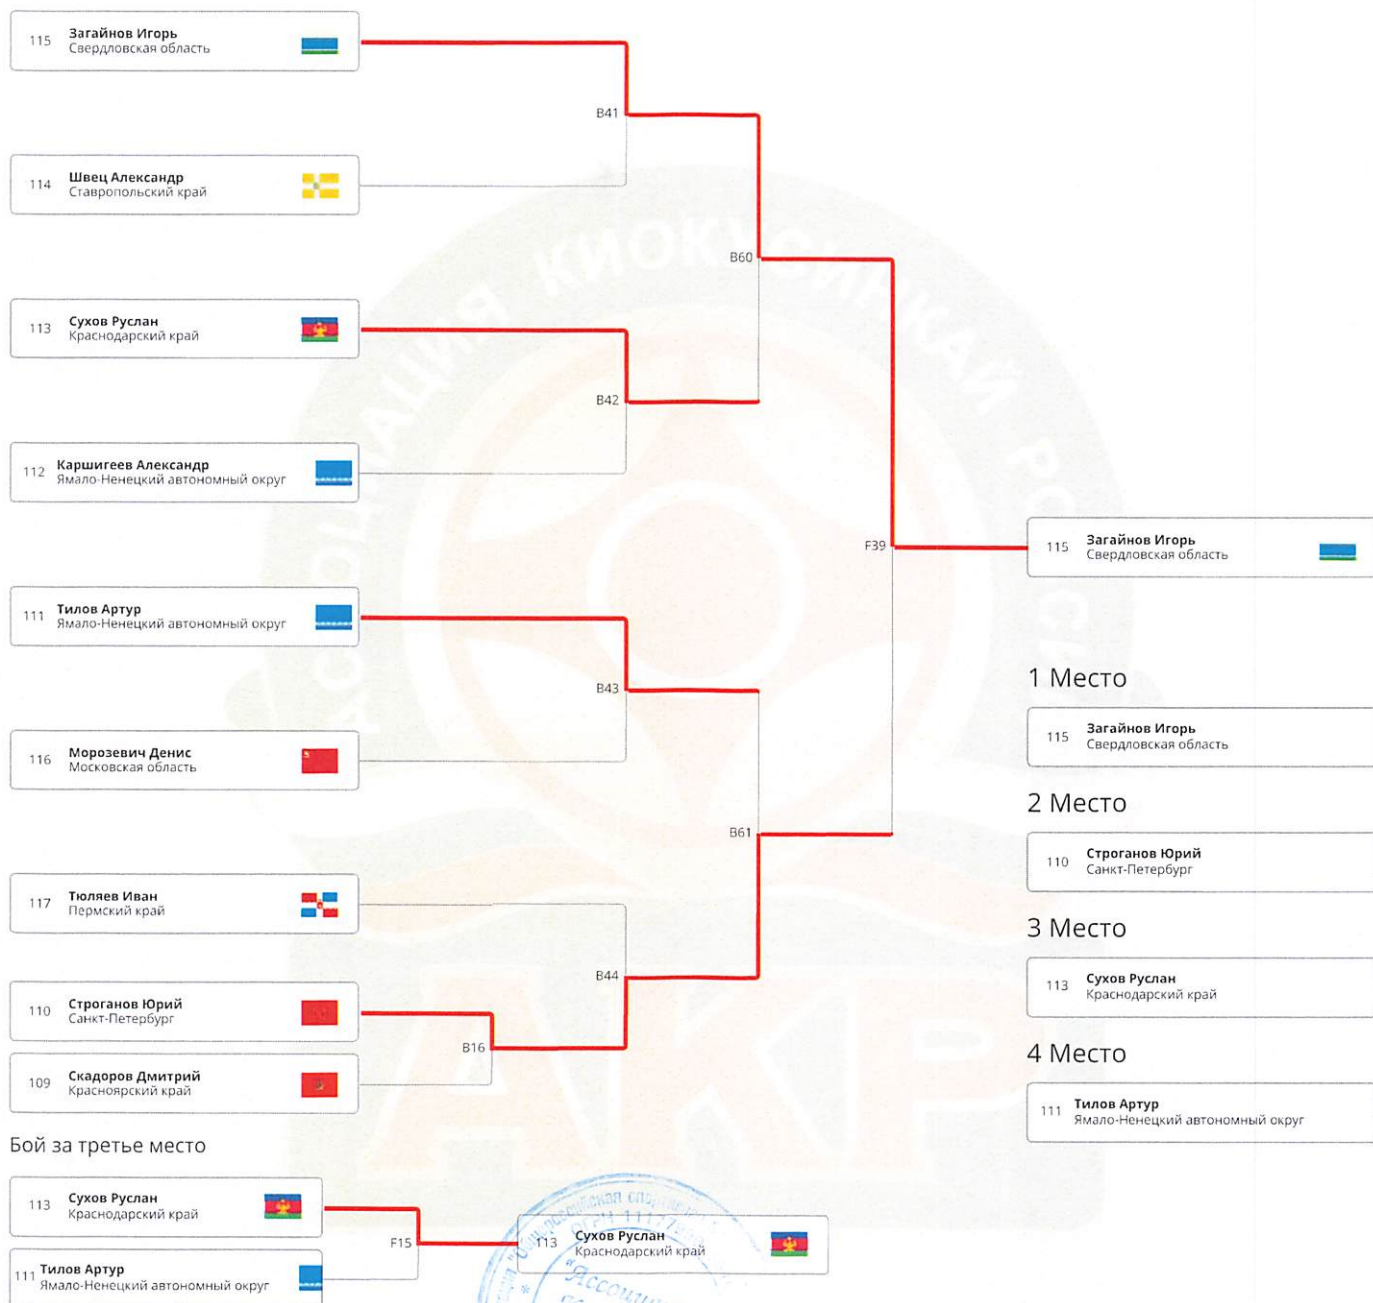 115 Загайнов Игорь
Свердловская область
B41
114 Швец Александр
Ставропольский край
B60
113 Сухов Руслан
Краснодарский край
B42
112 Каршигеев Александр
Ямало-Ненецкий автономный округ
F39
115 Загайнов Игорь
Свердловская область
111 Тилов Артур
Ямало-Ненецкий автономный округ
B43
116 Морозевич Денис
Московская область
B61
117 Тюляев Иван
Пермский край
B44
110 Строганов Юрий
Санкт-Петербург
B16
109 Скадоров Дмитрий
Красноярский край
1 Место
115 Загайнов Игорь
Свердловская область
2 Место
110 Строганов Юрий
Санкт-Петербург
3 Место
113 Сухов Руслан
Краснодарский край
4 Место
111 Тилов Артур
Ямало-Ненецкий автономный округ
Бой за третье место
113 Сухов Руслан
Краснодарский край
F15
113 Сухов Руслан
Краснодарский край
111 Тилов Артур
Ямало-Ненецкий автономный округ
АССОЦИАЦИЯ КИОКУСИНКАЙ РОССИИ
АКР
ОГРН